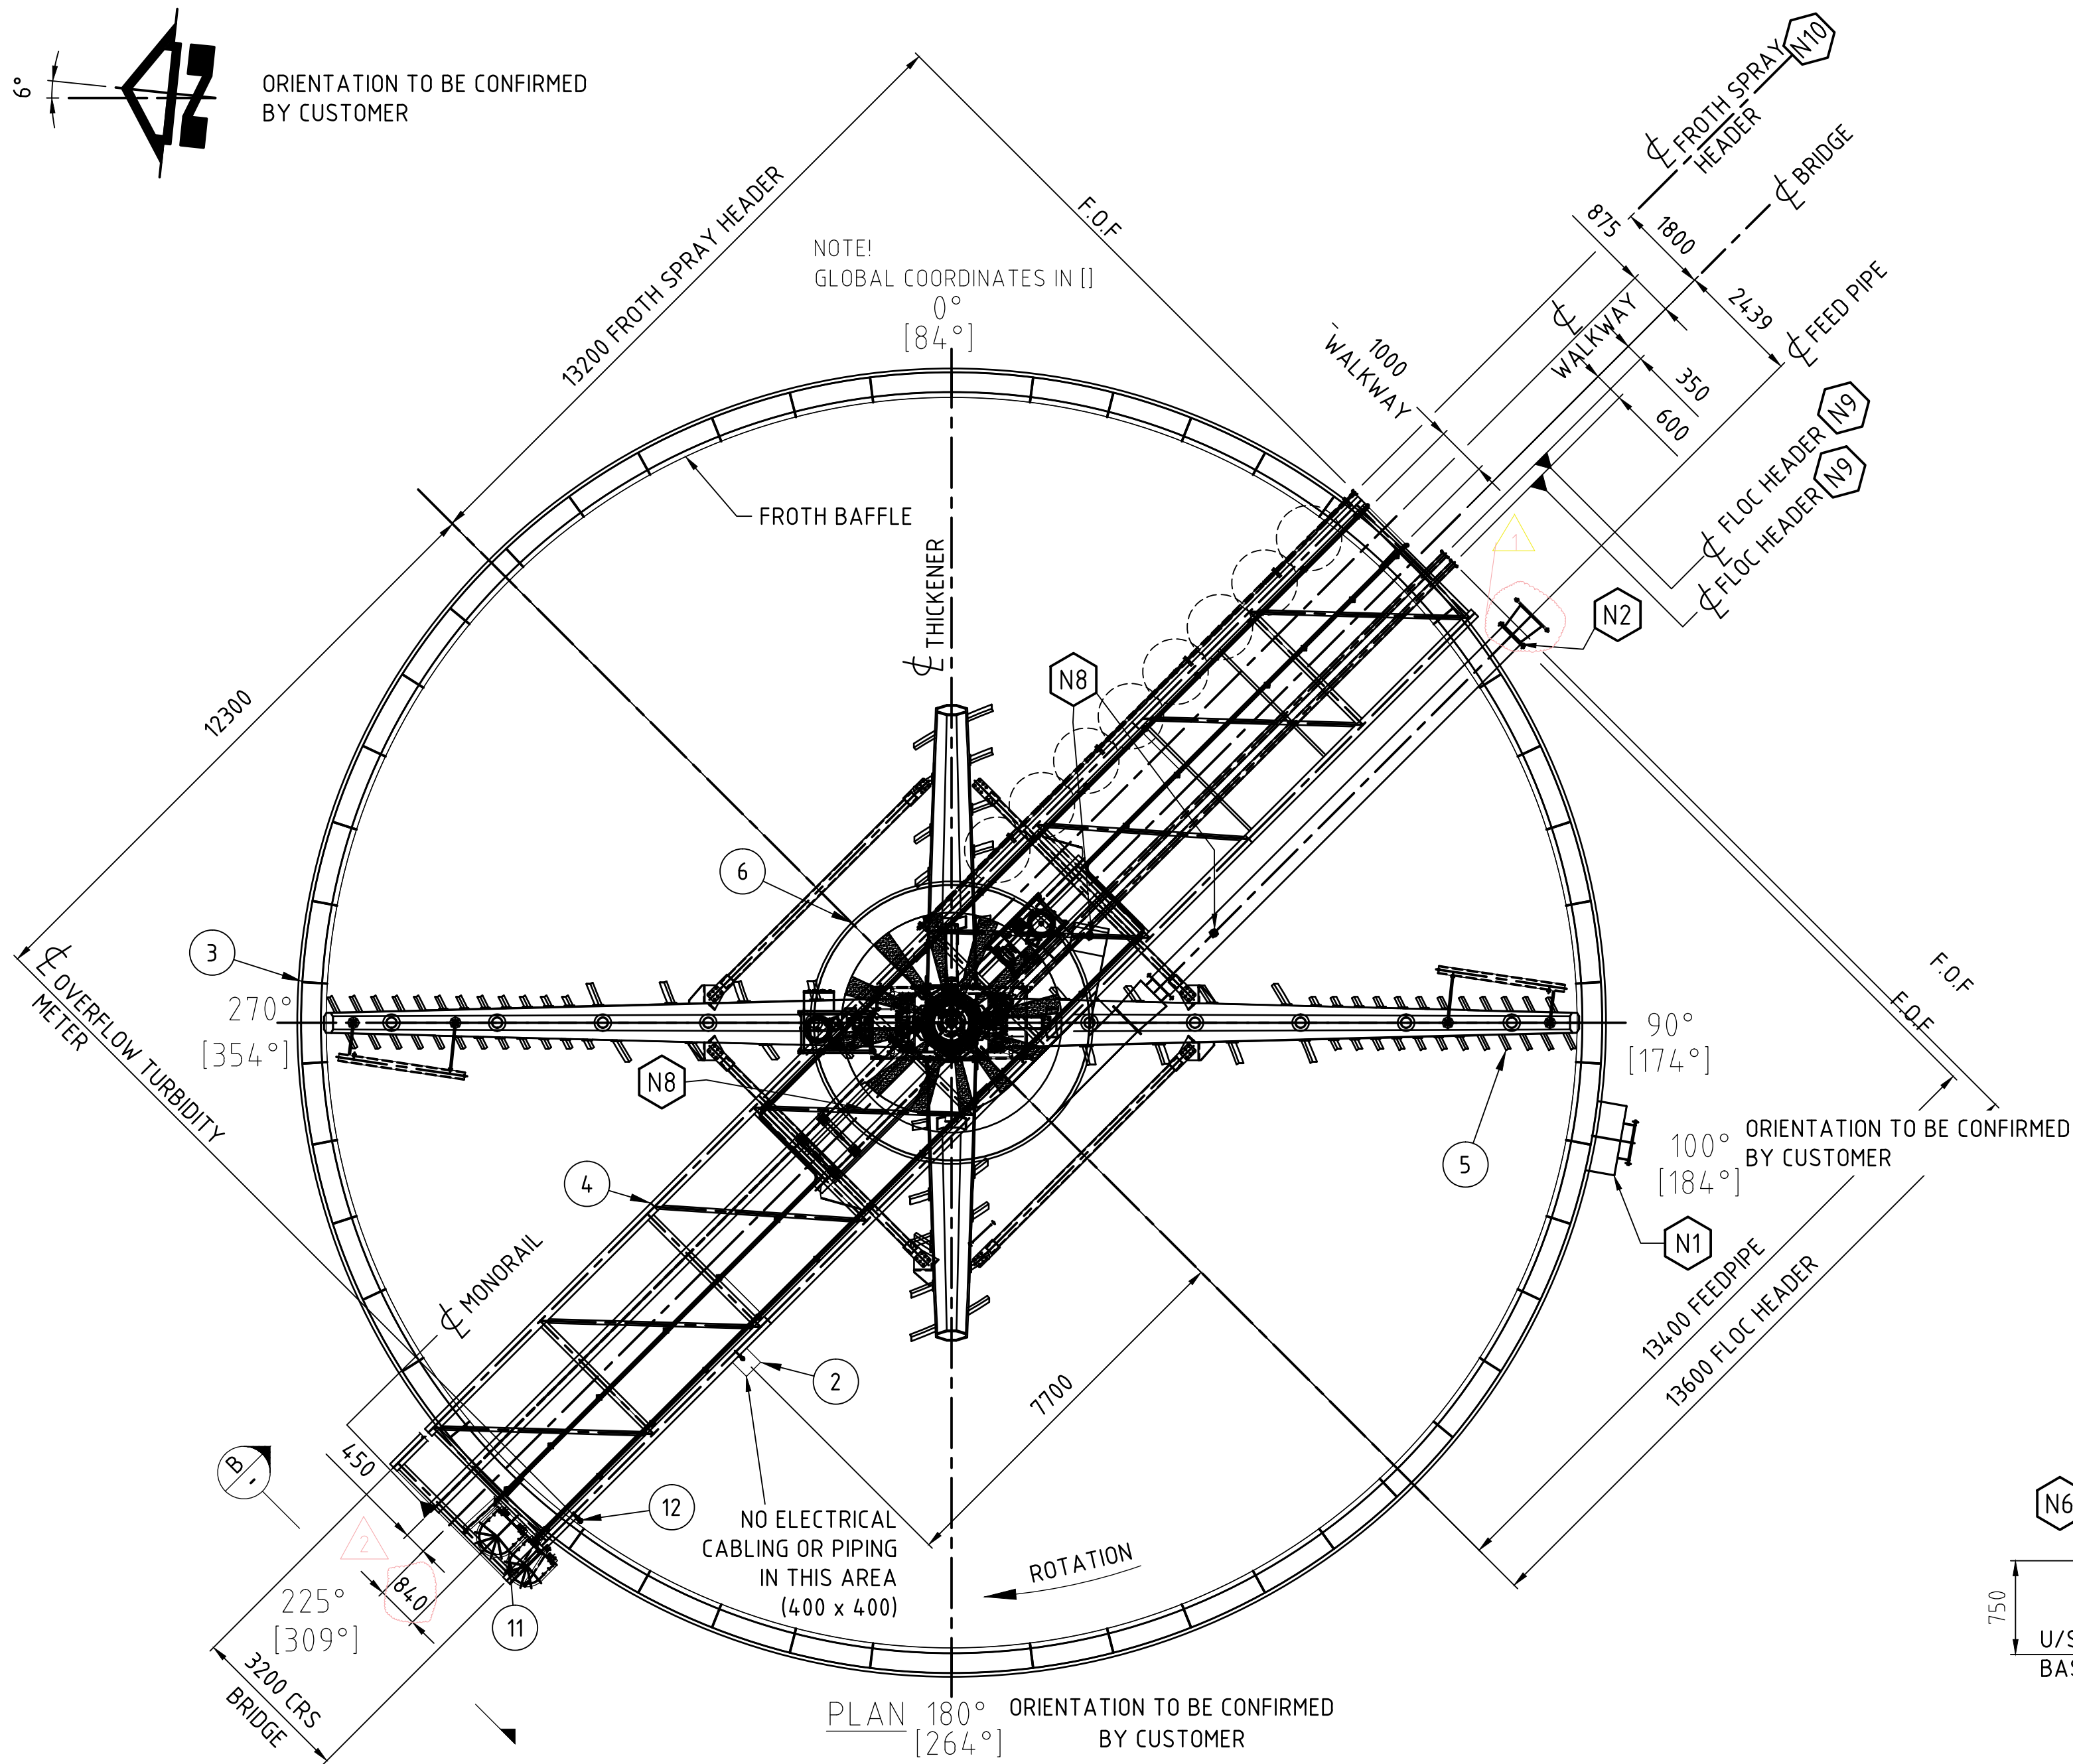 6°
ORIENTATION TO BE CONFIRMED
BY CUSTOMER
N10
℄ FROTH SPRAY
HEADER
℄ BRIDGE
875
1800
2439
℄ FEED PIPE
13200 FROTH SPRAY HEADER
F.O.F
NOTE!
GLOBAL COORDINATES IN []
0°
[84°]
1000
WALKWAY
℄
WALKWAY
350
600
℄ FLOC HEADER N9
℄ FLOC HEADER N9
1
N2
FROTH BAFFLE
℄ THICKENER
N8
12300
6
3
270°
[354°]
℄ OVERFLOW TURBIDITY
METER
N8
90°
[174°]
F.O.F
F.O.F
5
100°
[184°]
ORIENTATION TO BE CONFIRMED
BY CUSTOMER
N1
4
℄ MONORAIL
13400 FEEDPIPE
13600 FLOC HEADER
2
7700
B
450
2
840
12
NO ELECTRICAL
CABLING OR PIPING
IN THIS AREA
(400 x 400)
ROTATION
225°
[309°]
11
3200 CRS
BRIDGE
PLAN 180°
[264°]
ORIENTATION TO BE CONFIRMED
BY CUSTOMER
N6
750
U/S
BAS